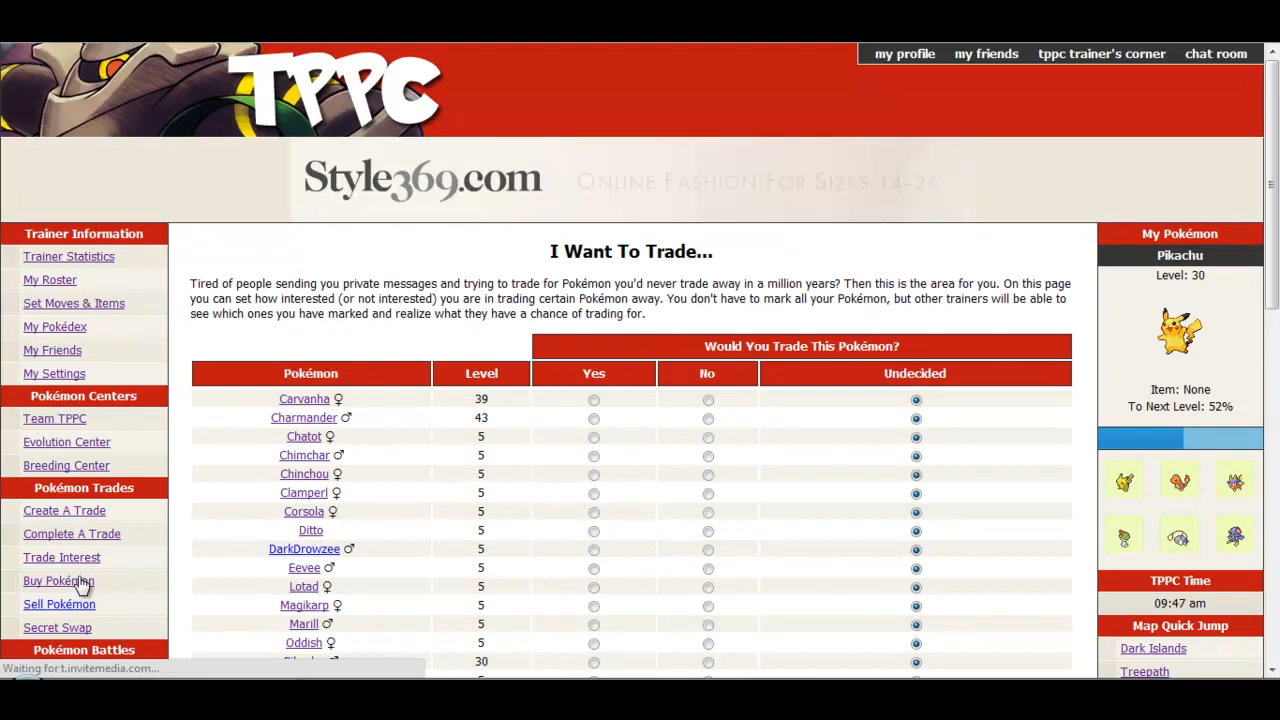 my profile my friends tppc trainer's corner chat room
TPPC
Style369.com ONLINE FASHION FOR SIZES 14-26
Trainer Information
Trainer Statistics
My Roster
Set Moves & Items
My Pokédex
My Friends
My Settings
Pokémon Centers
Team TPPC
Evolution Center
Breeding Center
Pokémon Trades
Create A Trade
Complete A Trade
Trade Interest
Buy Pokémon
Sell Pokémon
Secret Swap
Pokémon Battles
Waiting for t.invitemedia.com...
I Want To Trade...
Tired of people sending you private messages and trying to trade for Pokémon you'd never trade away in a million years? Then this is the area for you. On this page
you can set how interested (or not interested) you are in trading certain Pokémon away. You don't have to mark all your Pokémon, but other trainers will be able to
see which ones you have marked and realize what they have a chance of trading for.
Would You Trade This Pokémon?
Pokémon Level Yes No Undecided
Carvanha ♀ 39
Charmander ♂ 43
Chatot ♀ 5
Chimchar ♂ 5
Chinchou ♀ 5
Clamperl ♀ 5
Corsola ♀ 5
Ditto 5
DarkDrowzee ♂ 5
Eevee ♂ 5
Lotad ♀ 5
Magikarp ♀ 5
Marill ♂ 5
Oddish ♀ 5
30
My Pokémon
Pikachu
Level: 30
Item: None
To Next Level: 52%
TPPC Time
09:47 am
Map Quick Jump
Dark Islands
Treepath